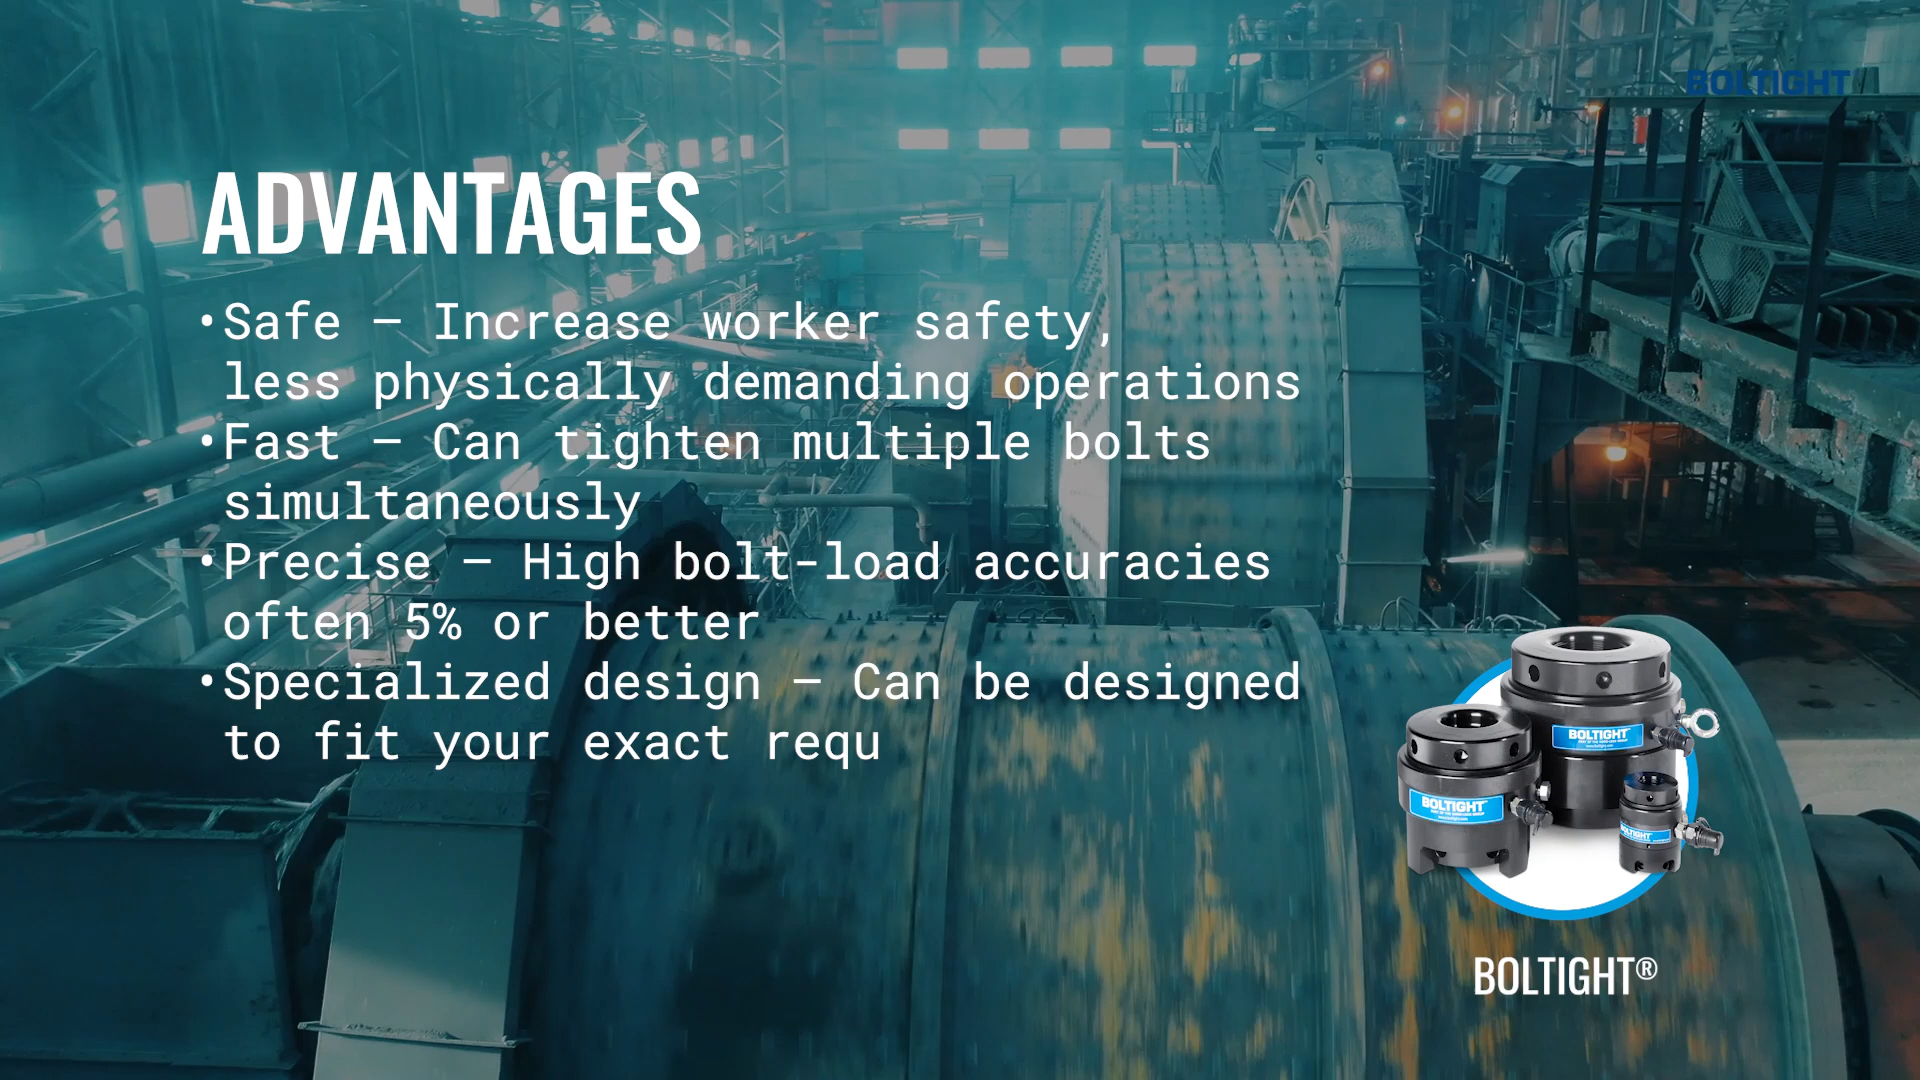 BOLTIGHT
ADVANTAGES
•Safe – Increase worker safety,
less physically demanding operations
•Fast – Can tighten multiple bolts
simultaneously
•Precise – High bolt-load accuracies
often 5% or better
•Specialized design – Can be designed
to fit your exact requ
BOLTIGHT
BOLTIGHT
BOLTIGHT
BOLTIGHT®